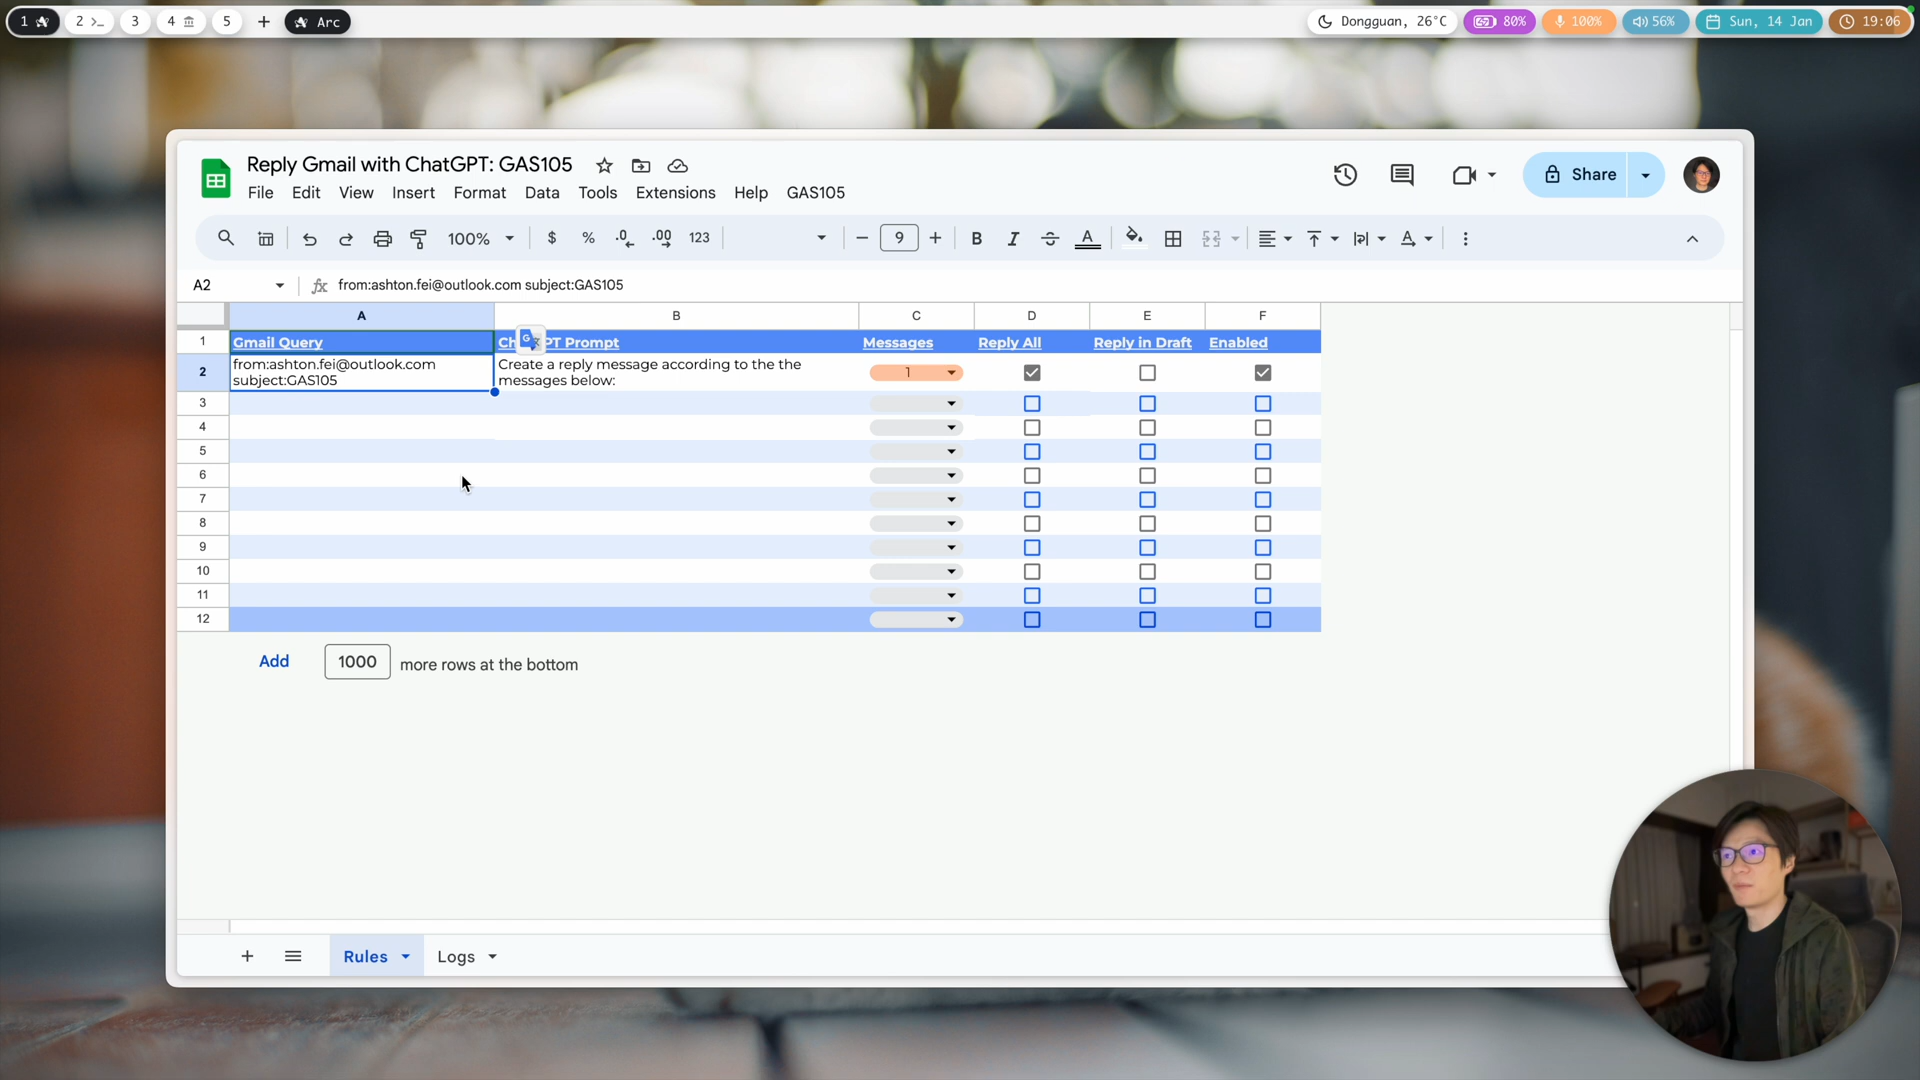 1
2
3
4
5
Arc
Dongguan, 26°C
80%
100%
56%
Sun, 14 Jan
19:06
Reply Gmail with ChatGPT: GAS105
File Edit View Insert Format Data Tools Extensions Help GAS105
Share
100% $ % .0 .00 123 9 B I A A
A2 fx from:ashton.fei@outlook.com subject:GAS105
A B C D E F
1 Gmail Query Ch PT Prompt Messages Reply All Reply in Draft Enabled
2 from:ashton.fei@outlook.com
subject:GAS105
Create a reply message according to the the
messages below:
1
3
4
5
6
7
8
9
10
11
12
Add 1000 more rows at the bottom
Rules Logs